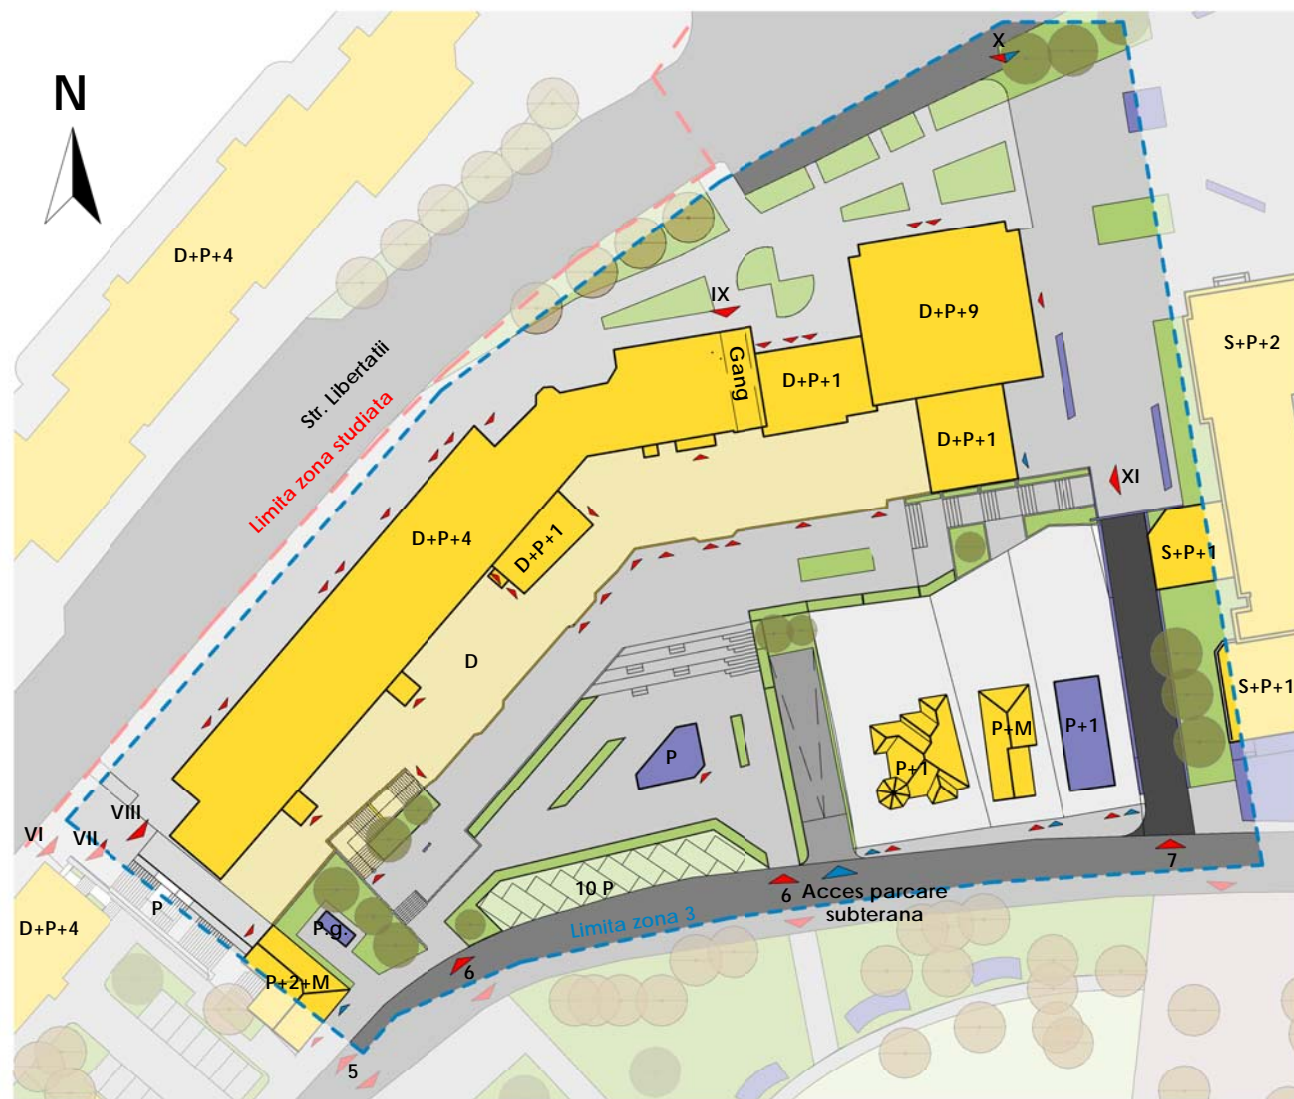 N
X
D+P+4
IX
D+P+9
S+P+2
Str. Libertatii
Gang
D+P+1
Limita zona studiata
D+P+1
XI
D+P+4
D+P+1
S+P+1
D
S+P+1
P+M
P+1
P
P+1
VIII
VI
VII
10 P
6
Acces parcare
subterana
7
P
P.g.
Limita zona 3
D+P+4
6
P+2+M
5